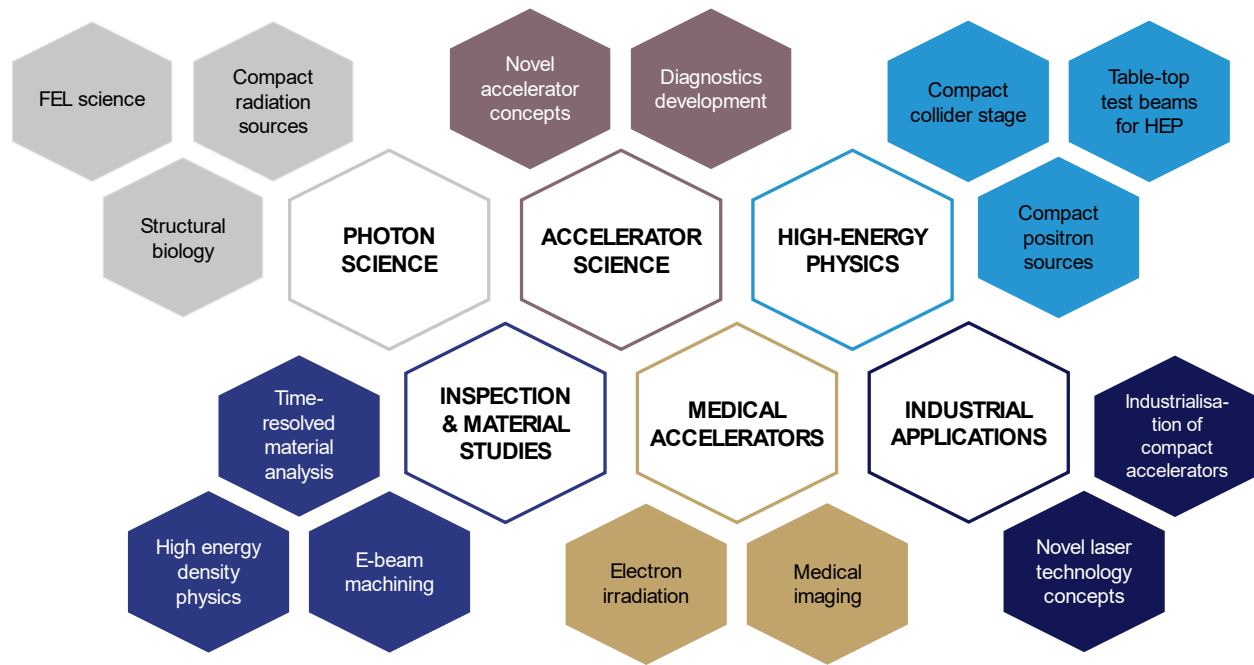 FEL science
Compact
radiation
sources
Structural
biology
PHOTON
SCIENCE
Novel
accelerator
concepts
Diagnostics
development
ACCELERATOR
SCIENCE
Compact
collider stage
Table-top
test beams
for HEP
Compact
positron
sources
HIGH-ENERGY
PHYSICS
Time-
resolved
material
analysis
High energy
density
physics
E-beam
machining
INSPECTION
& MATERIAL
STUDIES
MEDICAL
ACCELERATORS
Electron
irradiation
Medical
imaging
INDUSTRIAL
APPLICATIONS
Industrialisa-
tion of
compact
accelerators
Novel laser
technology
concepts